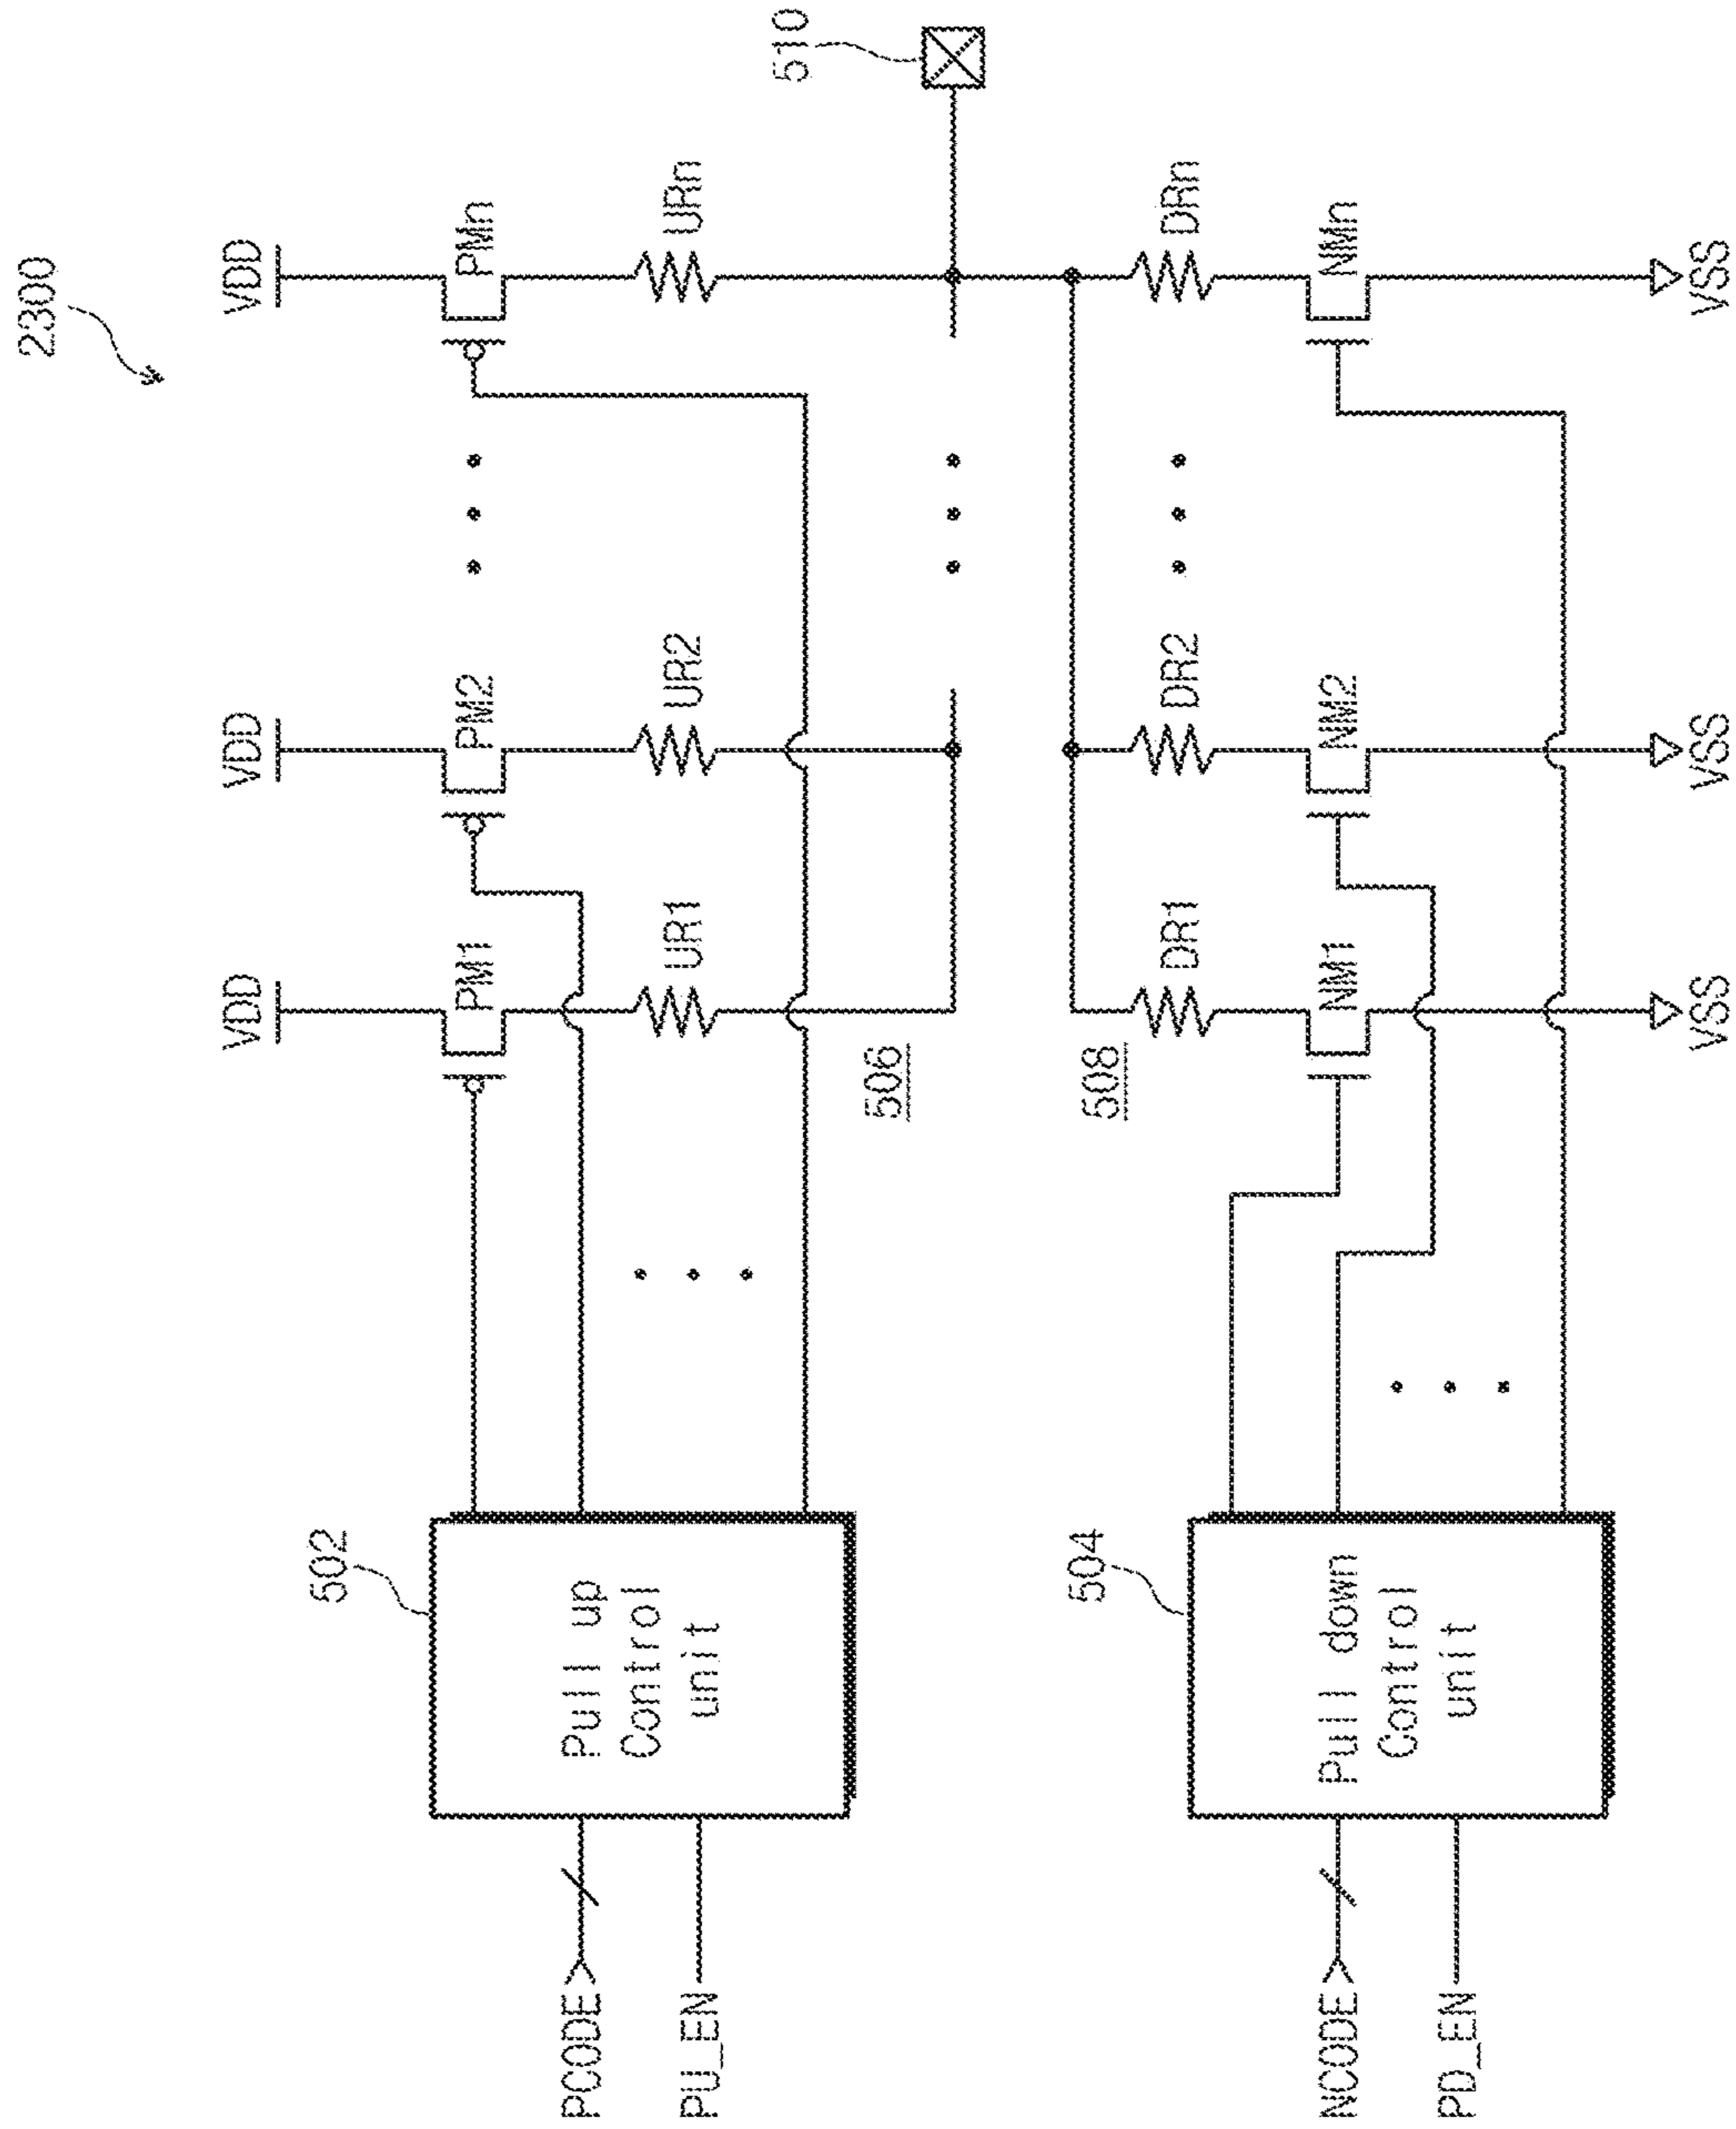 2300
VDD
VDD
VDD
PM1
PM2
PMn
502
PCODE
PU_EN
Pull up
Control
unit
UR1
UR2
URn
506
510
508
504
NCODE
PD_EN
Pull down
Control
unit
DR1
DR2
DRn
NM1
NM2
NMn
VSS
VSS
VSS